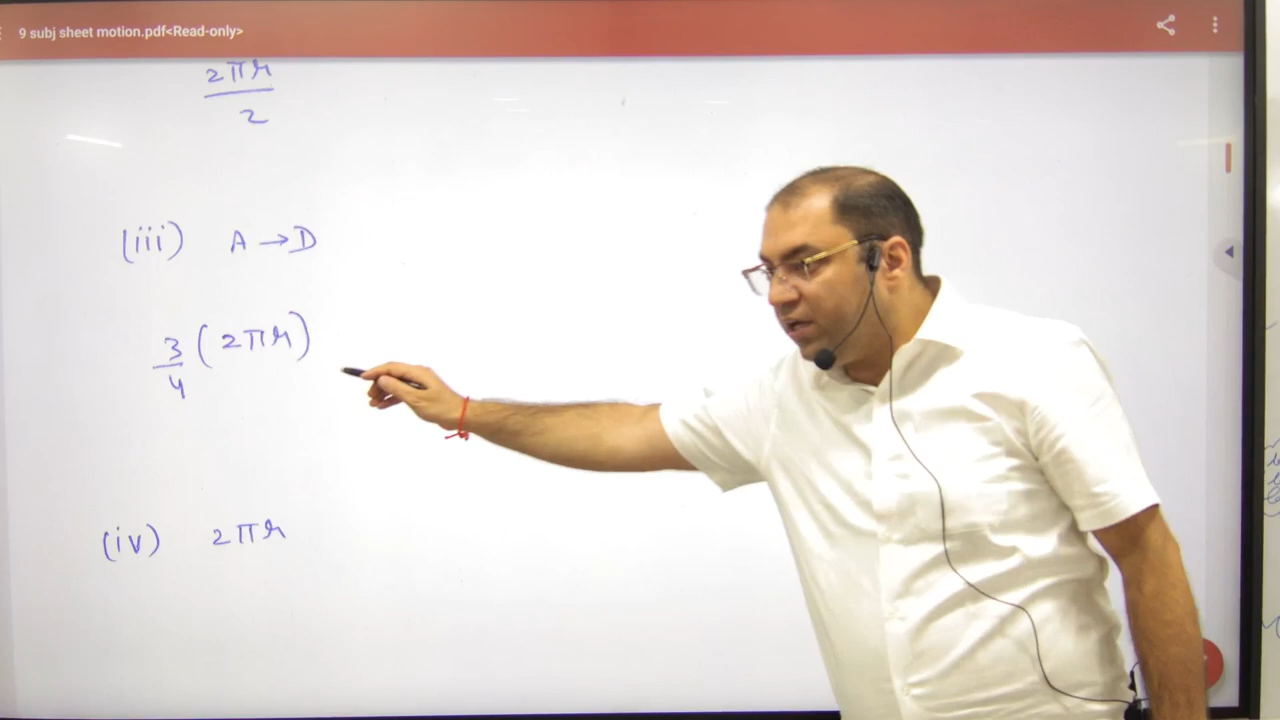 9 subj sheet motion.pdf<Read-only>
2πr
2
(iii) A → D
3/4 (2πr)
(iv) 2πr